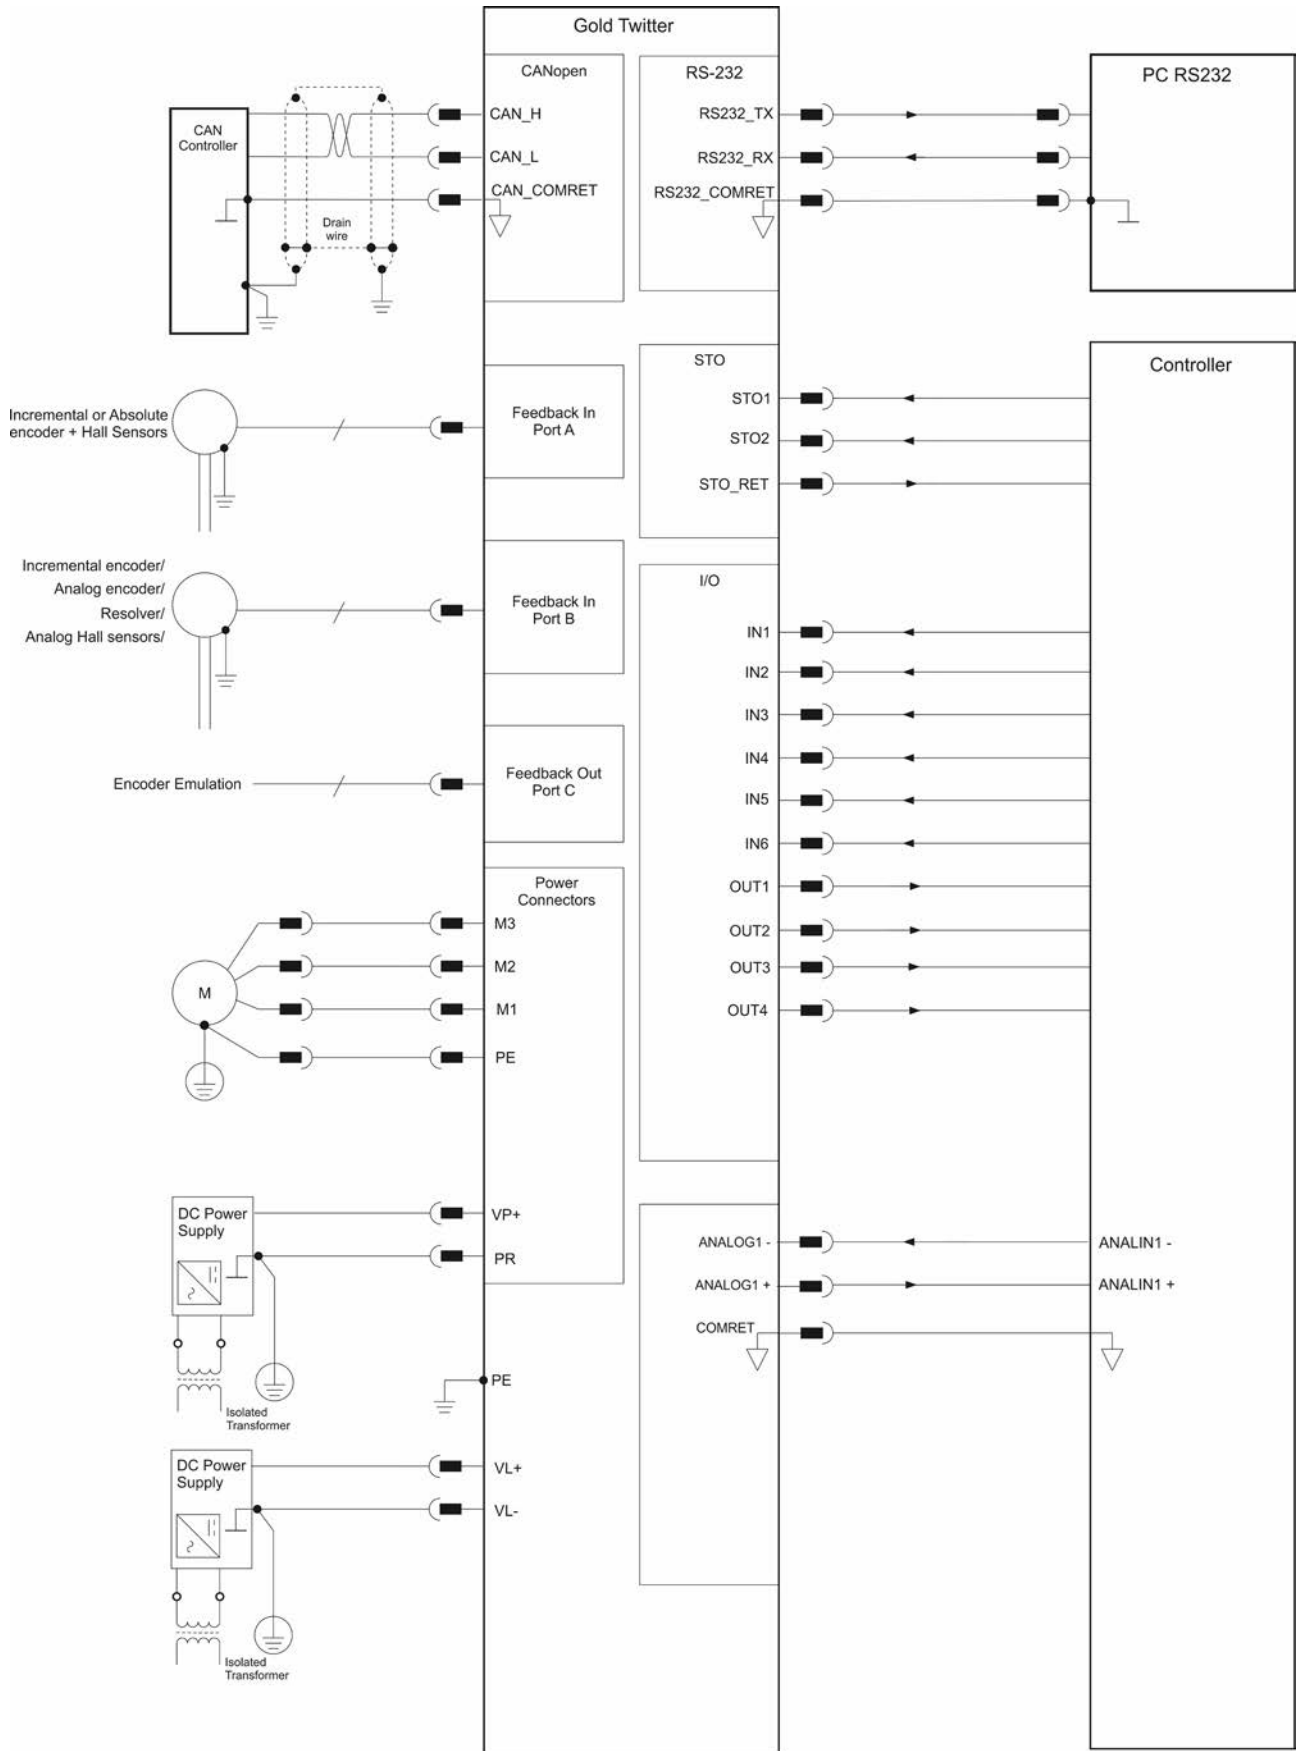 Gold Twitter
CANopen
CAN
Controller
CAN_H
CAN_L
CAN_COMRET
Drain
wire
RS-232
RS232_TX
RS232_RX
RS232_COMRET
PC RS232
Incremental or Absolute
encoder + Hall Sensors
Feedback In
Port A
Incremental encoder/
Analog encoder/
Resolver/
Analog Hall sensors/
Feedback In
Port B
Encoder Emulation
Feedback Out
Port C
Power
Connectors
M
M3
M2
M1
PE
DC Power
Supply
VP+
PR
Isolated
Transformer
PE
DC Power
Supply
VL+
VL-
Isolated
Transformer
STO
STO1
STO2
STO_RET
Controller
I/O
IN1
IN2
IN3
IN4
IN5
IN6
OUT1
OUT2
OUT3
OUT4
ANALOG1 -
ANALOG1 +
COMRET
ANALIN1 -
ANALIN1 +